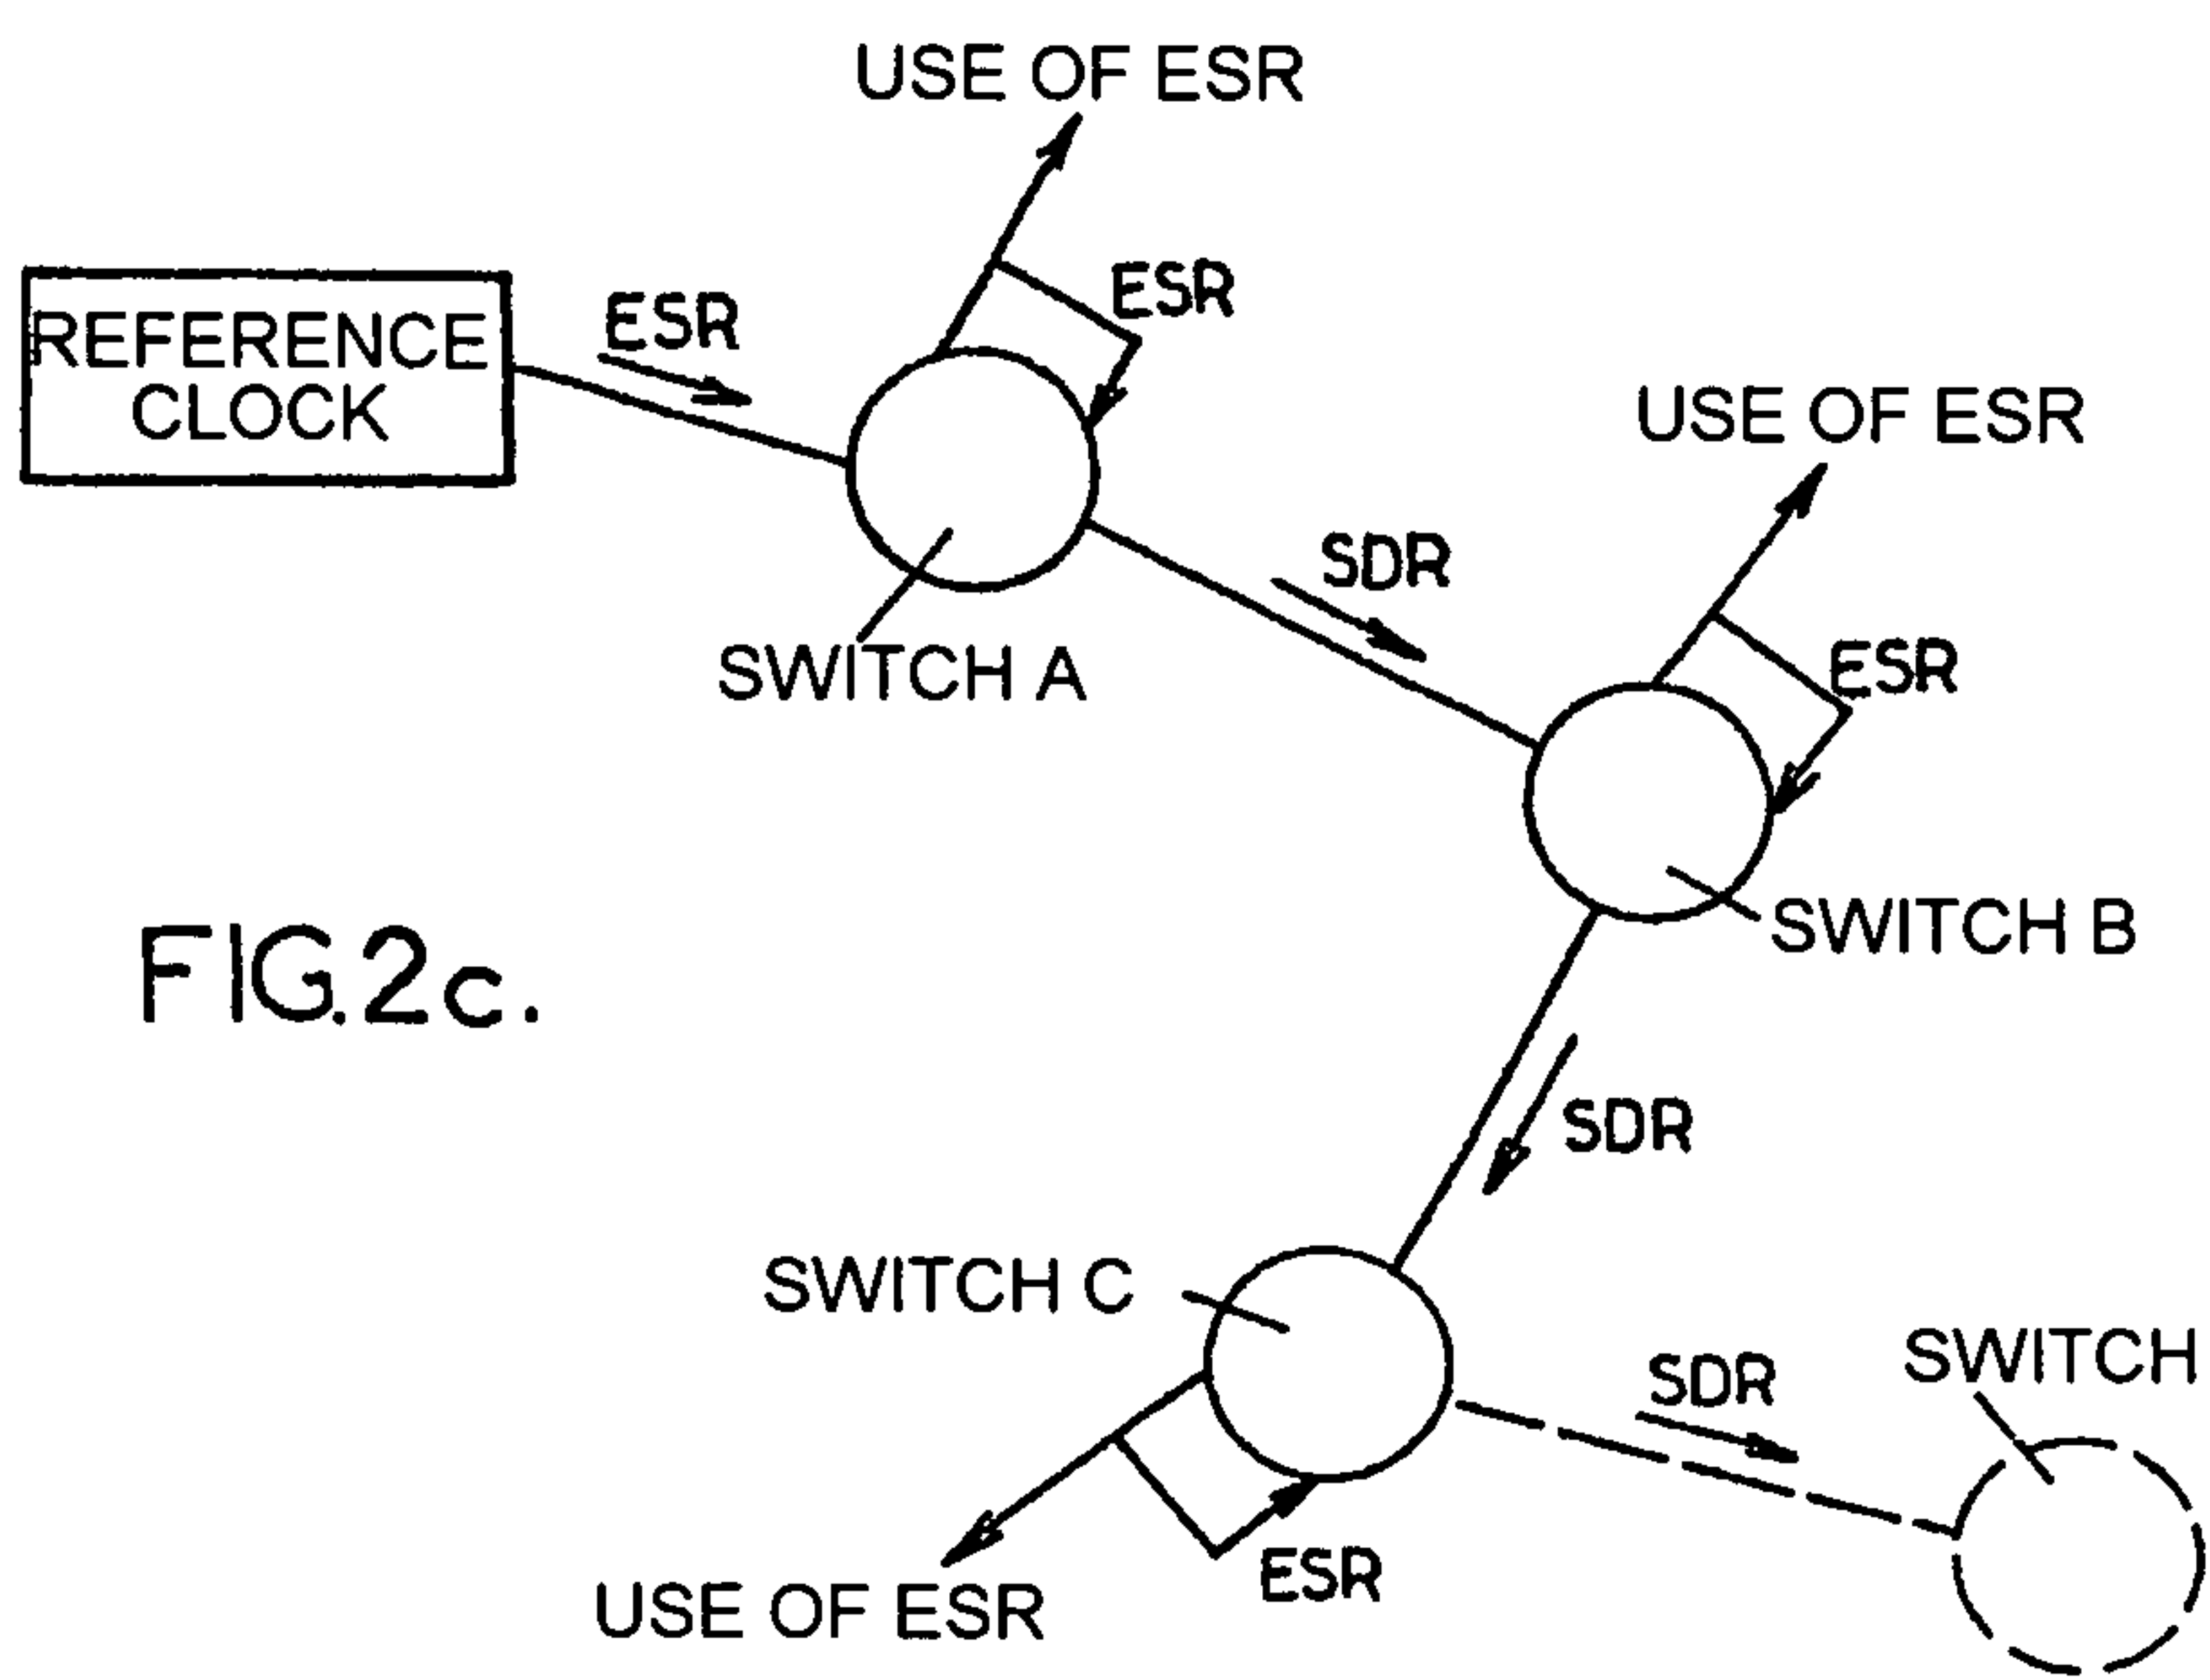 USE OF ESR
ESR
REFERENCE
CLOCK
ESR
USE OF ESR
SDR
ESR
SWITCH A
SWITCH B
FIG.2c.
SDR
SWITCH C
SWITCH
SDR
ESR
USE OF ESR